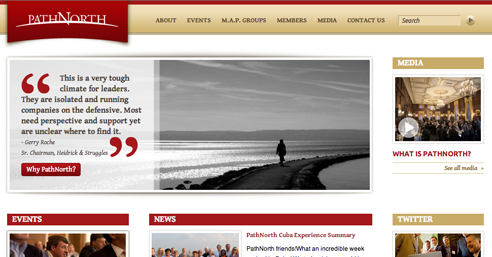 PATHNORTH
ABOUT EVENTS M.A.P. GROUPS MEMBERS MEDIA CONTACT US Search
This is a very tough
climate for leaders.
They are isolated and running
companies on the defensive. Most
need perspective and support yet
are unclear where to find it.
- Gerry Roche
Sr. Chairman, Heidrick & Struggles
Why PathNorth?
MEDIA
WHAT IS PATHNORTH?
See all media »
EVENTS
NEWS
PathNorth Cuba Experience Summary
PathNorth friends!What an incredible week
TWITTER